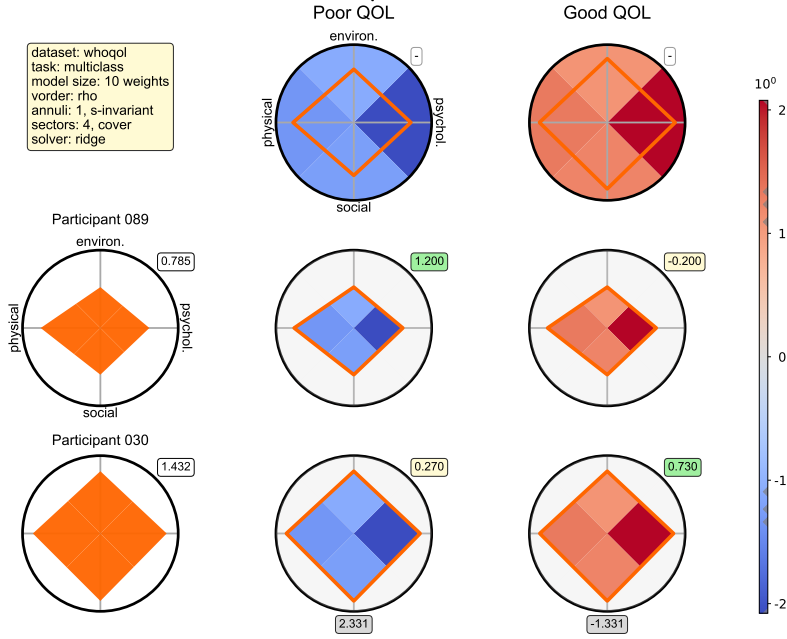 Poor QOL
Good QOL
dataset: whoqol
task: multiclass
model size: 10 weights
vorder: rho
annuli: 1, s-invariant
sectors: 4, cover
solver: ridge
environ.
-
-
physical
psychol.
social
10⁰
2
1
0
-1
-2
Participant 089
environ.
0.785
1.200
-0.200
physical
psychol.
social
Participant 030
1.432
0.270
0.730
2.331
-1.331